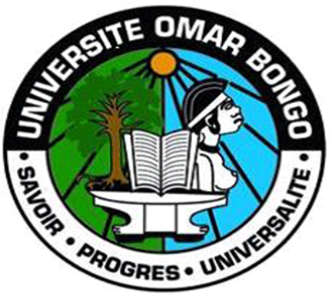 UNIVERSITE OMAR BONGO
• SAVOIR • PROGRES • UNIVERSALITE •